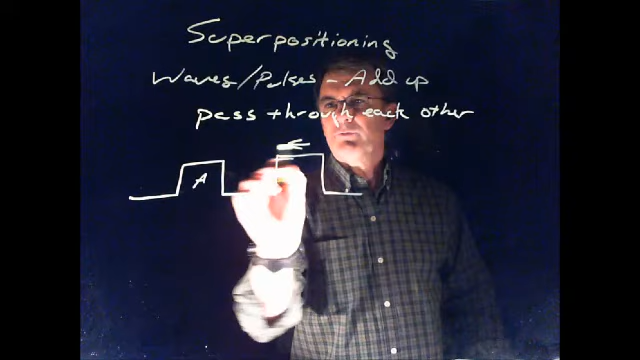 Superpositioning
Waves/Pulses - Add up
pass through each other
A